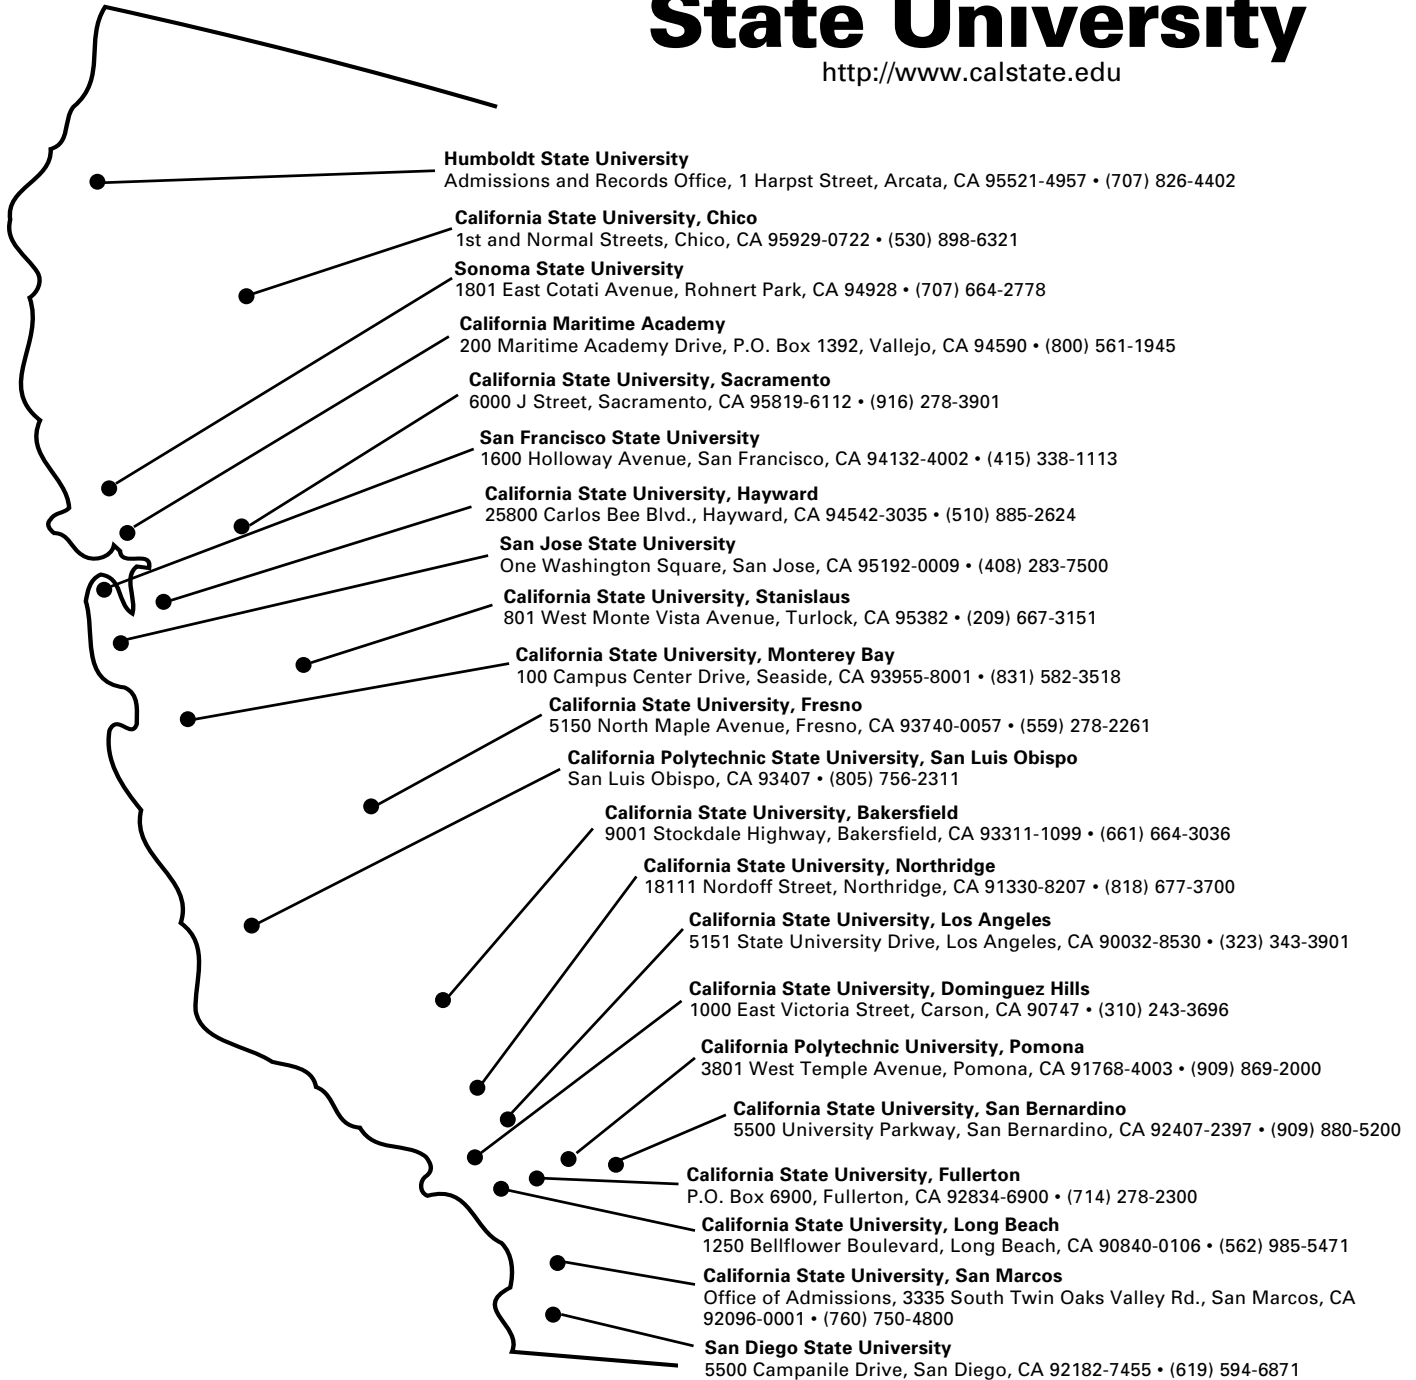 State University
http://www.calstate.edu
Humboldt State University
Admissions and Records Office, 1 Harpst Street, Arcata, CA 95521-4957 • (707) 826-4402
California State University, Chico
1st and Normal Streets, Chico, CA 95929-0722 • (530) 898-6321
Sonoma State University
1801 East Cotati Avenue, Rohnert Park, CA 94928 • (707) 664-2778
California Maritime Academy
200 Maritime Academy Drive, P.O. Box 1392, Vallejo, CA 94590 • (800) 561-1945
California State University, Sacramento
6000 J Street, Sacramento, CA 95819-6112 • (916) 278-3901
San Francisco State University
1600 Holloway Avenue, San Francisco, CA 94132-4002 • (415) 338-1113
California State University, Hayward
25800 Carlos Bee Blvd., Hayward, CA 94542-3035 • (510) 885-2624
San Jose State University
One Washington Square, San Jose, CA 95192-0009 • (408) 283-7500
California State University, Stanislaus
801 West Monte Vista Avenue, Turlock, CA 95382 • (209) 667-3151
California State University, Monterey Bay
100 Campus Center Drive, Seaside, CA 93955-8001 • (831) 582-3518
California State University, Fresno
5150 North Maple Avenue, Fresno, CA 93740-0057 • (559) 278-2261
California Polytechnic State University, San Luis Obispo
San Luis Obispo, CA 93407 • (805) 756-2311
California State University, Bakersfield
9001 Stockdale Highway, Bakersfield, CA 93311-1099 • (661) 664-3036
California State University, Northridge
18111 Nordoff Street, Northridge, CA 91330-8207 • (818) 677-3700
California State University, Los Angeles
5151 State University Drive, Los Angeles, CA 90032-8530 • (323) 343-3901
California State University, Dominguez Hills
1000 East Victoria Street, Carson, CA 90747 • (310) 243-3696
California Polytechnic University, Pomona
3801 West Temple Avenue, Pomona, CA 91768-4003 • (909) 869-2000
California State University, San Bernardino
5500 University Parkway, San Bernardino, CA 92407-2397 • (909) 880-5200
California State University, Fullerton
P.O. Box 6900, Fullerton, CA 92834-6900 • (714) 278-2300
California State University, Long Beach
1250 Bellflower Boulevard, Long Beach, CA 90840-0106 • (562) 985-5471
California State University, San Marcos
Office of Admissions, 3335 South Twin Oaks Valley Rd., San Marcos, CA
92096-0001 • (760) 750-4800
San Diego State University
5500 Campanile Drive, San Diego, CA 92182-7455 • (619) 594-6871